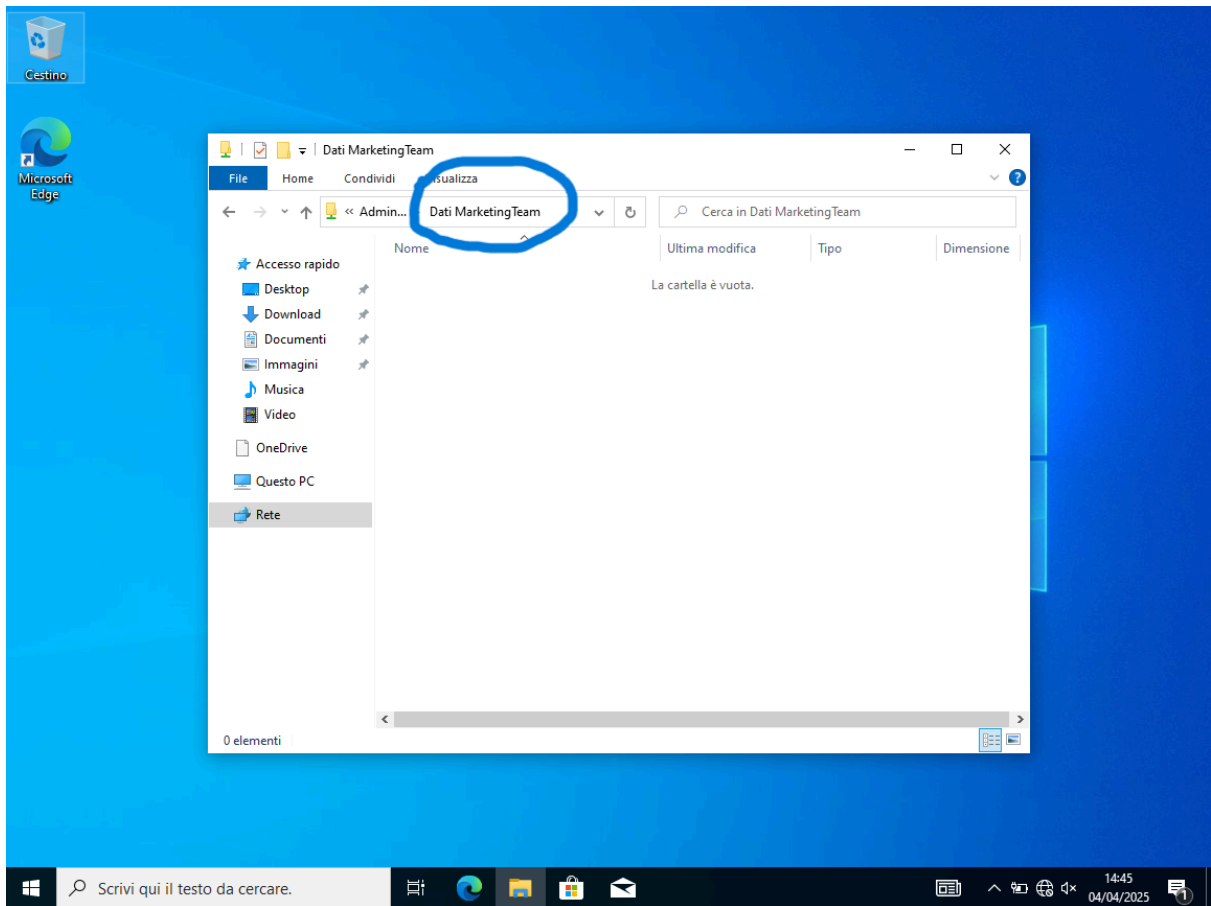 Cestino
Microsoft
Edge
Dati MarketingTeam
File Home Condividi sualizza
« Admin... Dati MarketingTeam Cerca in Dati MarketingTeam
Nome Ultima modifica Tipo Dimensione
La cartella è vuota.
Accesso rapido
Desktop
Download
Documenti
Immagini
Musica
Video
OneDrive
Questo PC
Rete
0 elementi
Scrivi qui il testo da cercare.
14:45
04/04/2025
1